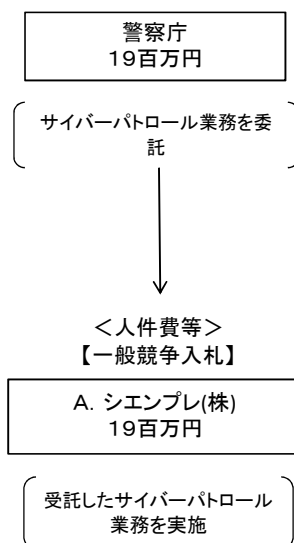 警察庁
19百万円
サイバーパトロール業務を委
託
＜人件費等＞
【一般競争入札】
A. シエンプレ(株)
19百万円
受託したサイバーパトロール
業務を実施